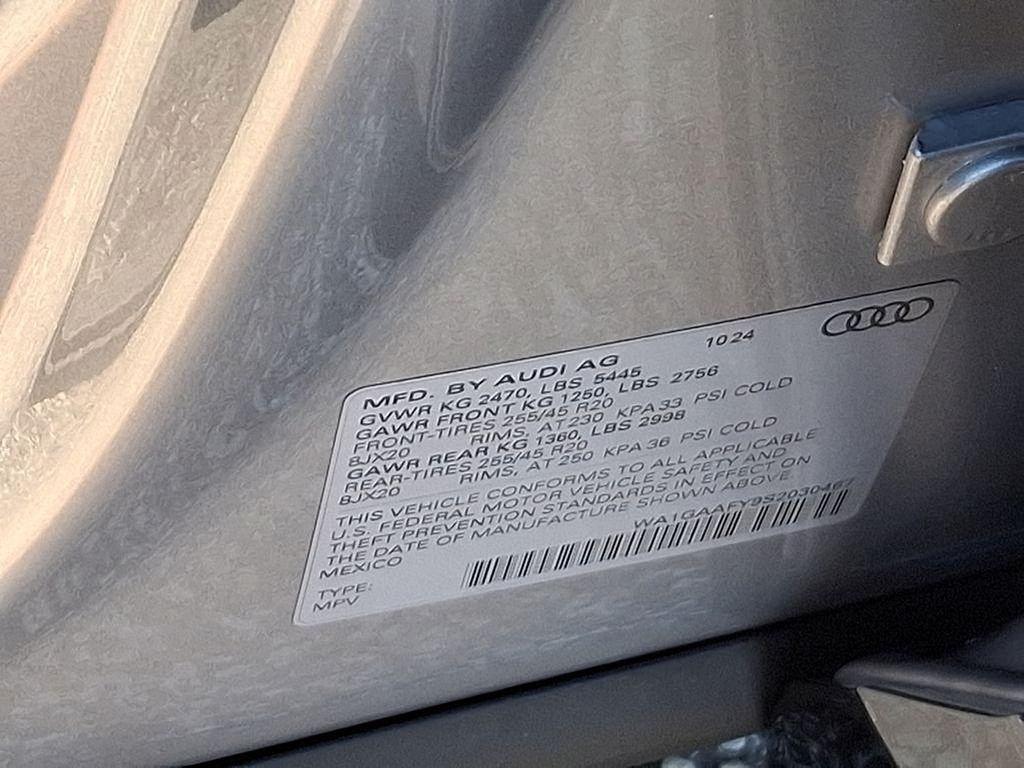 MFD. BY AUDI AG 1024
GVWR KG 2470, LBS 5445
GAWR FRONT KG 1250, LBS 2756
FRONT-TIRES 255/45 R20
8JX20 RIMS, AT 230 KPA 33 PSI COLD
GAWR REAR KG 1360, LBS 2998
REAR-TIRES 255/45 R20
8JX20 RIMS, AT 250 KPA 36 PSI COLD
THIS VEHICLE CONFORMS TO ALL APPLICABLE
U.S. FEDERAL MOTOR VEHICLE SAFETY AND
THEFT PREVENTION STANDARDS IN EFFECT ON
THE DATE OF MANUFACTURE SHOWN ABOVE
MEXICO
WA1GAAFY9S2030467
TYPE:
MPV